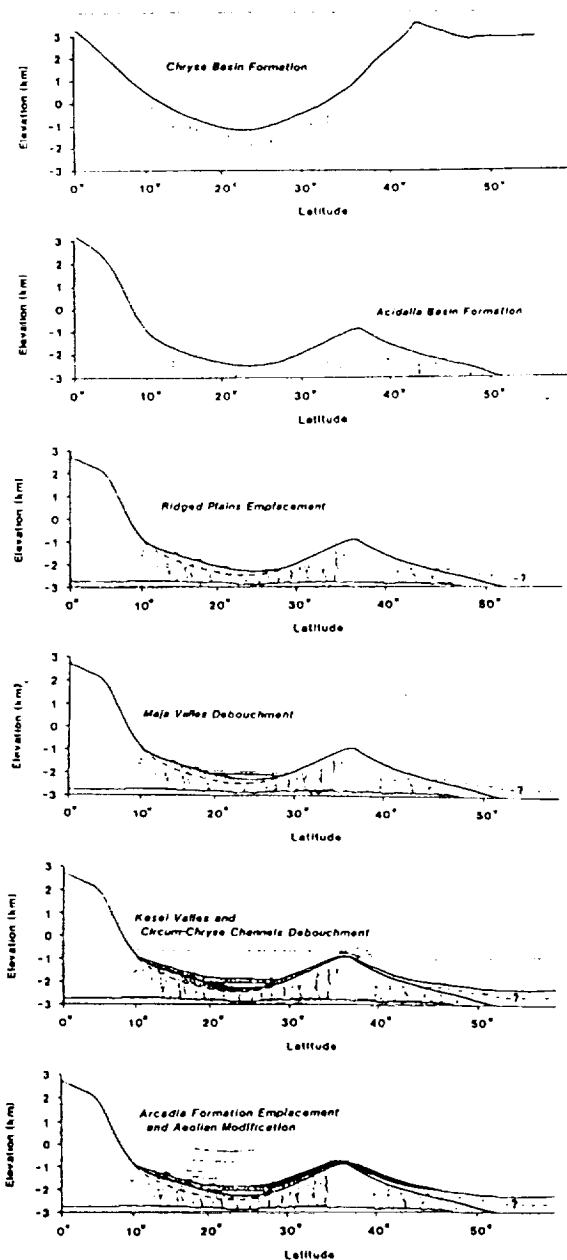 Chryse Basin Formation
Elevation (km)
3
2
1
0
-1
-2
-3
0° 10° 20° 30° 40° 50°
Latitude
Acidalia Basin Formation
Elevation (km)
3
2
1
0
-1
-2
-3
0° 10° 20° 30° 40° 50°
Latitude
Ridged Plains Emplacement
Elevation (km)
3
2
1
0
-1
-2
-3
-?
0° 10° 20° 30° 40° 50°
Latitude
Maja Valles Debouchment
Elevation (km)
3
2
1
0
-1
-2
-3
-?
0° 10° 20° 30° 40° 50°
Latitude
Kasei Valles and
Circum-Chryse Channels Debouchment
Elevation (km)
3
2
1
0
-1
-2
-3
-?
0° 10° 20° 30° 40° 50°
Latitude
Arcadia Formation Emplacement
and Aeolian Modification
Elevation (km)
3
2
1
0
-1
-2
-3
?
0° 10° 20° 30° 40° 50°
Latitude